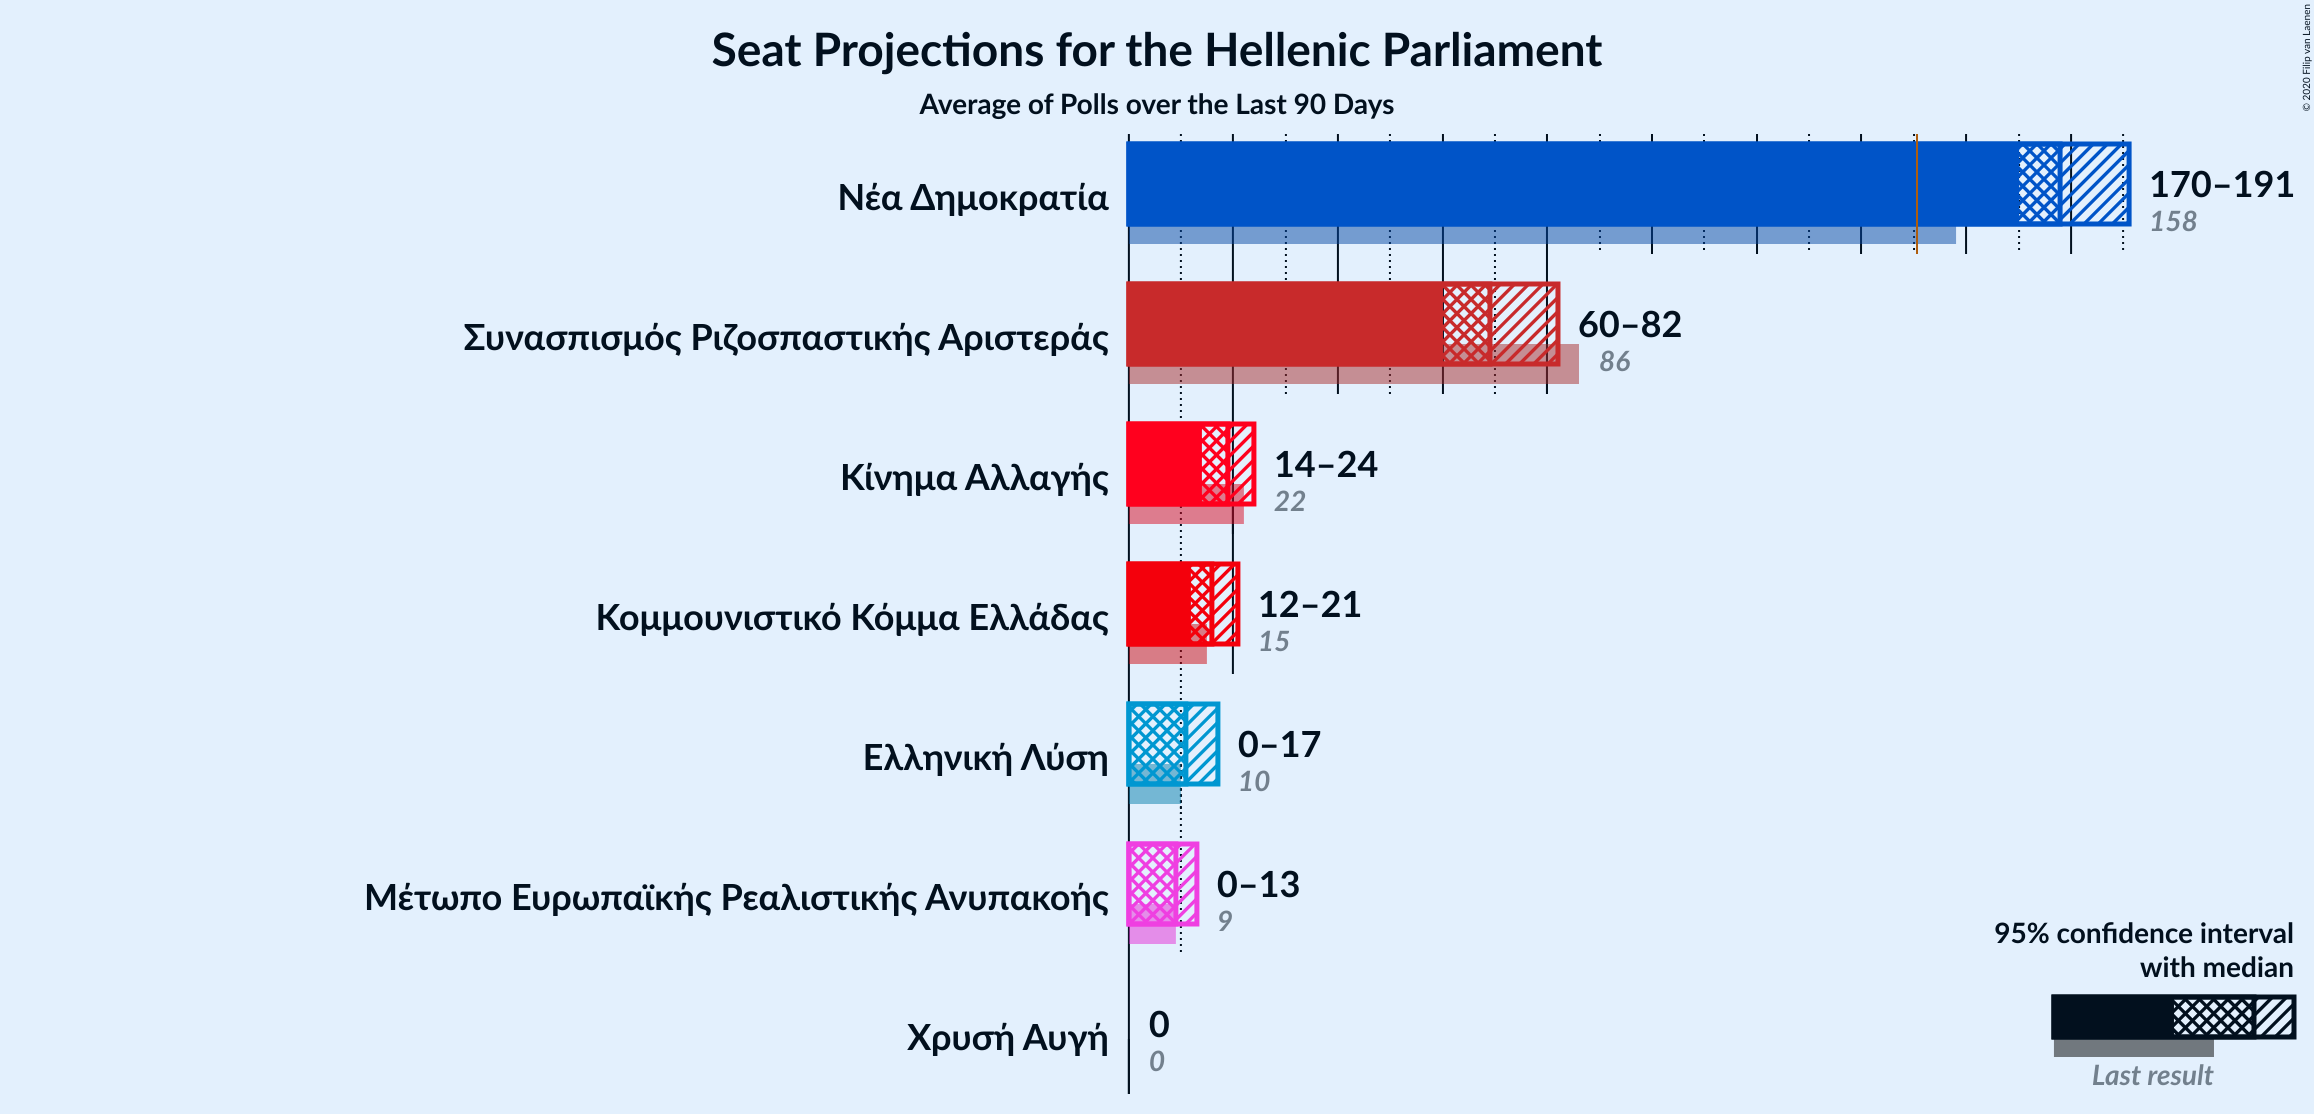 Seat Projections for the Hellenic Parliament
Average of Polls over the Last 90 Days
© 2020 Filip van Laenen
Νέα Δημοκρατία
170–191
158
Συνασπισμός Ριζοσπαστικής Αριστεράς
60–82
86
Κίνημα Αλλαγής
14–24
22
Κομμουνιστικό Κόμμα Ελλάδας
12–21
15
Ελληνική Λύση
0–17
10
Μέτωπο Ευρωπαϊκής Ρεαλιστικής Ανυπακοής
0–13
9
Χρυσή Αυγή
0
0
95% confidence interval
with median
Last result